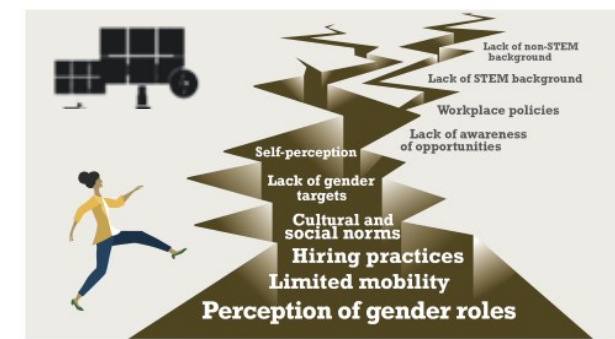 Lack of non-STEM
background
Lack of STEM background
Workplace policies
Lack of awareness
of opportunities
Self-perception
Lack of gender
targets
Cultural and
social norms
Hiring practices
Limited mobility
Perception of gender roles